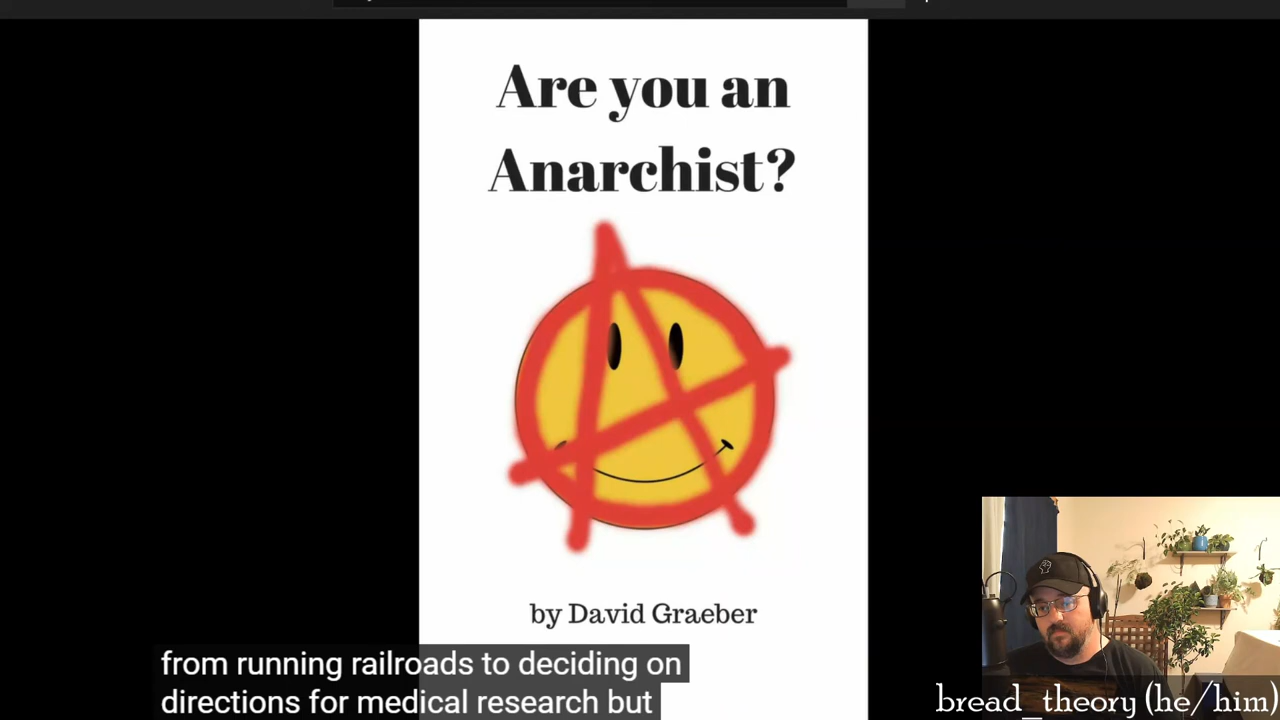 Are you an
Anarchist?
by David Graeber
from running railroads to deciding on
directions for medical research but
bread_theory (he/him)